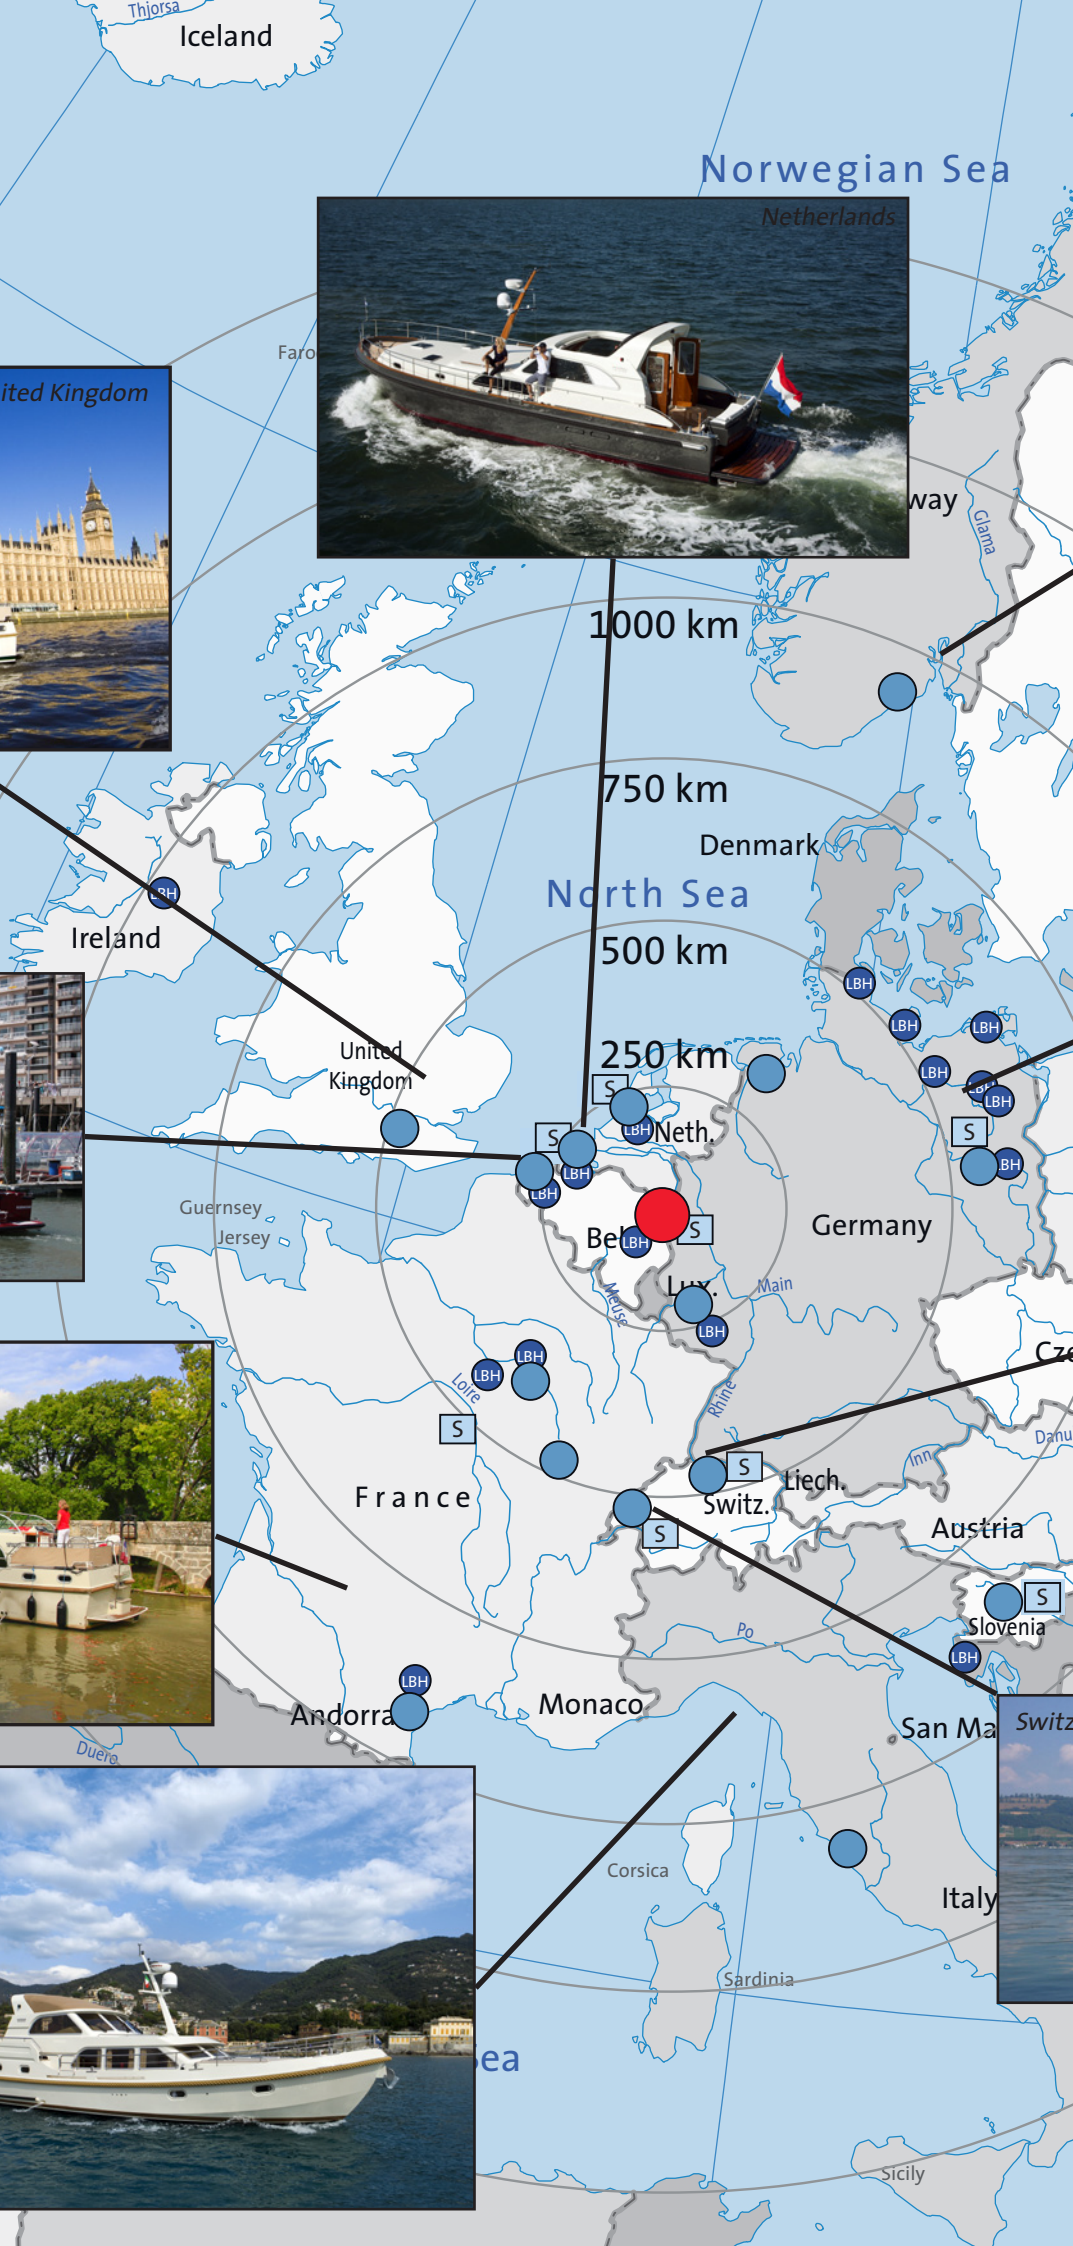 Thjorsa
Iceland
Norwegian Sea
Netherlands
Faro
ited Kingdom
way
Glama
1000 km
750 km
Denmark
North Sea
LBH
Ireland
500 km
LBH
LBH
LBH
United
Kingdom
250 km
LBH
LBH
S
LBH
S
LBH
Neth.
S
LBH
LBH
LBH
Guernsey
Jersey
Bel
LBH
S
Germany
Lux.
Main
Meuse
LBH
LBH
LBH
Cze
Loire
Rhine
S
Danu
Inn
S
Liech.
France
Switz.
S
Austria
S
Slovenia
Po
LBH
LBH
Andorra
Monaco
San Ma
Switz
Duero
Corsica
Italy
Sardinia
Sea
Sicily